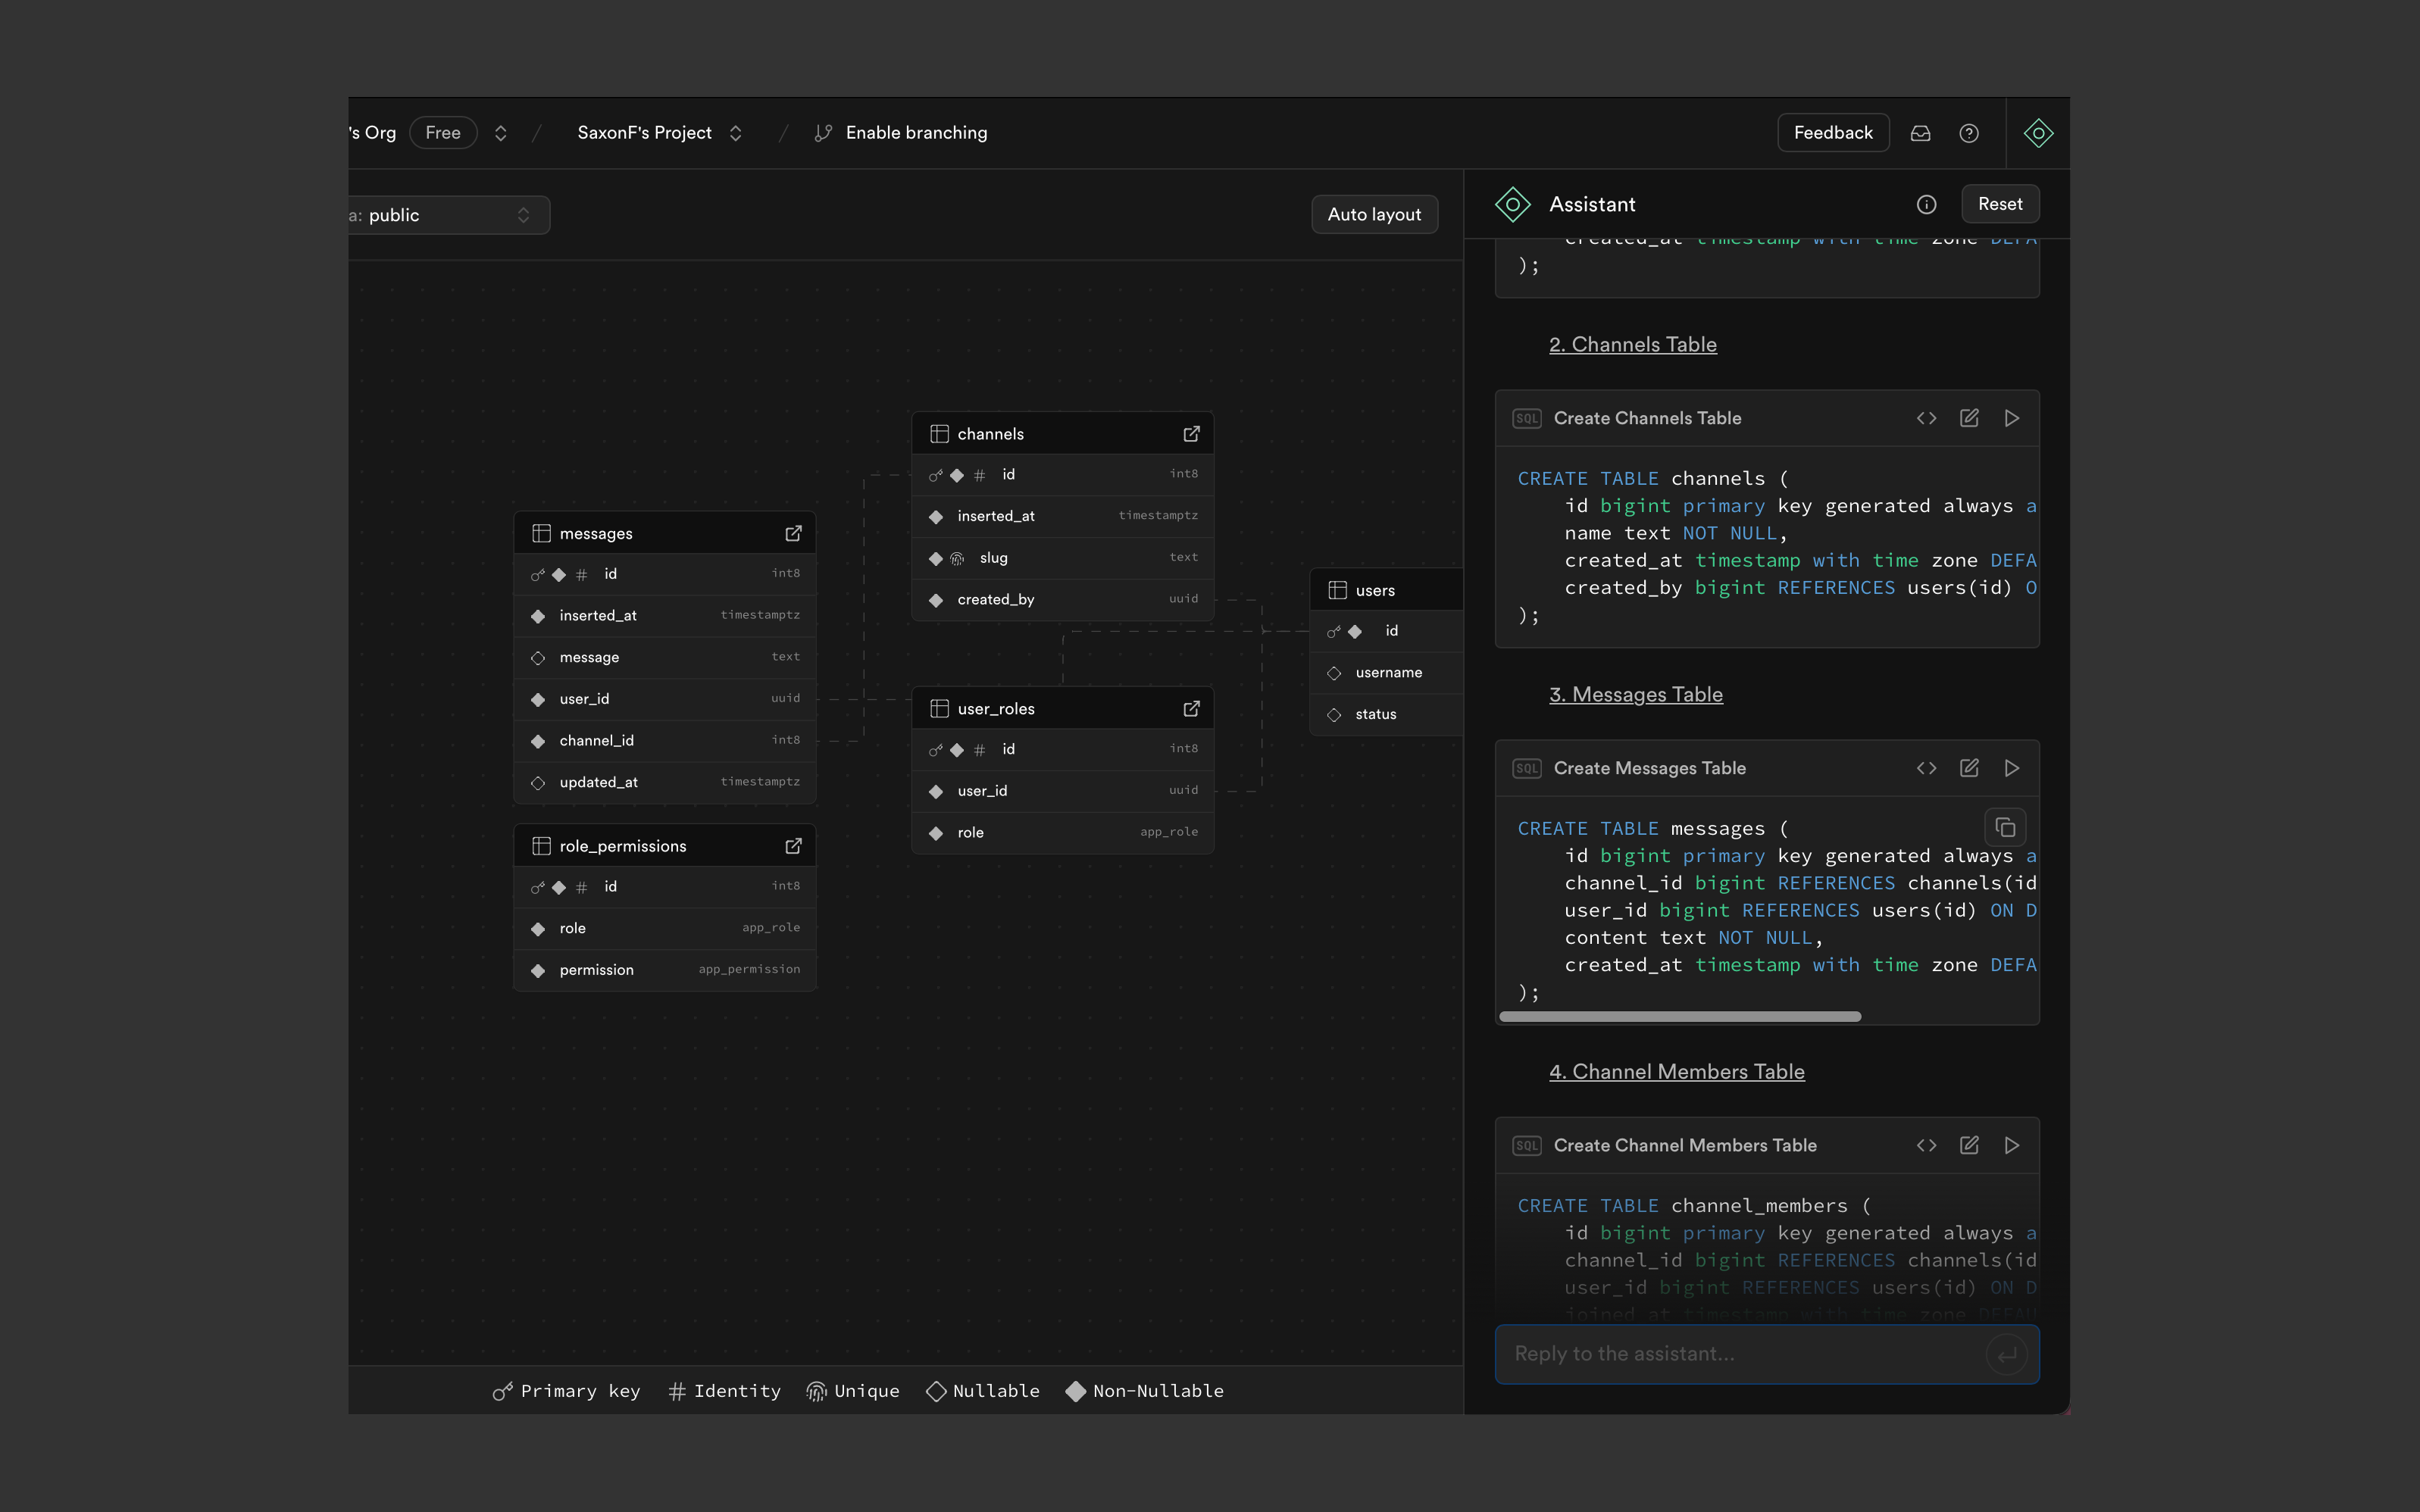 's Org Free / SaxonF's Project / Enable branching
Feedback
a: public
Auto layout
messages
id int8
inserted_at timestamptz
message text
user_id uuid
channel_id int8
updated_at timestamptz
role_permissions
id int8
role app_role
permission app_permission
channels
id int8
inserted_at timestamptz
slug text
created_by uuid
user_roles
id int8
user_id uuid
role app_role
users
id
username
status
Primary key Identity Unique Nullable Non-Nullable
Assistant
Reset
created_at timestamp with time zone DEFA
);
2. Channels Table
SQL Create Channels Table
CREATE TABLE channels (
id bigint primary key generated always a
name text NOT NULL,
created_at timestamp with time zone DEFA
created_by bigint REFERENCES users(id) O
);
3. Messages Table
SQL Create Messages Table
CREATE TABLE messages (
id bigint primary key generated always a
channel_id bigint REFERENCES channels(id
user_id bigint REFERENCES users(id) ON D
content text NOT NULL,
created_at timestamp with time zone DEFA
);
4. Channel Members Table
SQL Create Channel Members Table
CREATE TABLE channel_members (
id bigint primary key generated always a
channel_id bigint REFERENCES channels(id
user_id bigint REFERENCES users(id) ON D
joined_at timestamp with time zone DEFAU
Reply to the assistant...